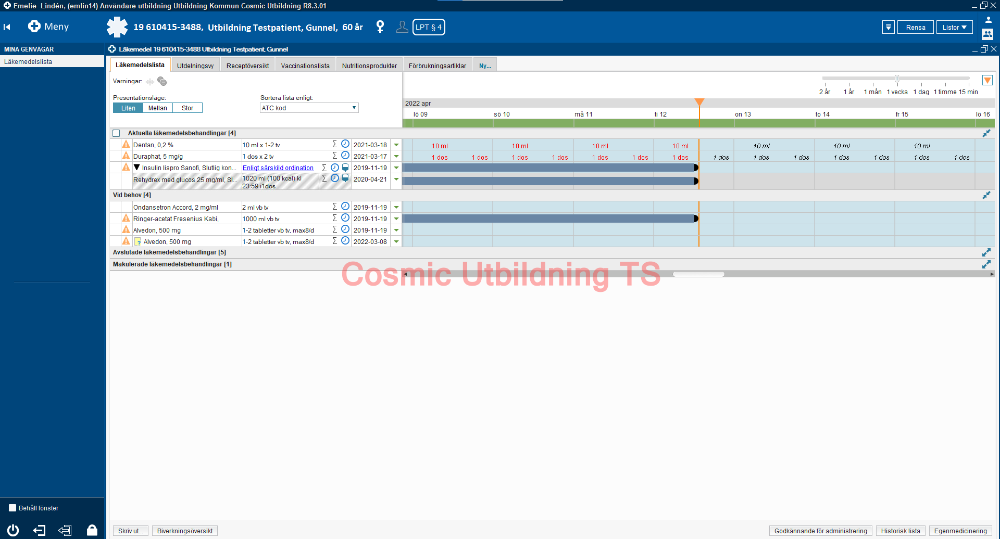 Emelie Lindén, (emlin14) Användare utbildning Utbildning Kommun Cosmic Utbildning R8.3.01
Meny
19 610415-3488, Utbildning Testpatient, Gunnel, 60 år
LPT § 4
Rensa
Listor
MINA GENVÄGAR
Läkemedelslista
Läkemedel 19 610415-3488 Utbildning Testpatient, Gunnel
Läkemedelslista Utdelningsvy Receptöversikt Vaccinationslista Nutritionsprodukter Förbrukningsartiklar Ny...
Varningar:
Presentationsläge:
Liten Mellan Stor
Sortera lista enligt:
ATC kod
2 år 1 år 1 mån 1 vecka 1 dag 1 timme 15 min
2022 apr
lö 09 sö 10 må 11 ti 12 on 13 to 14 fr 15 lö 16
Aktuella läkemedelsbehandlingar [4]
Dentan, 0,2 % 10 ml x 1-2 tv Σ 2021-03-18 10 ml 10 ml 10 ml 10 ml 10 ml 10 ml 10 ml
Duraphat, 5 mg/g 1 dos x 2 tv Σ 2021-03-17 1 dos 1 dos 1 dos 1 dos 1 dos 1 dos 1 dos 1 dos 1 dos 1 dos 1 dos 1 dos 1 dos 1 dos
Insulin lispro Sanofi, Slutlig kon... Enligt särskild ordination Σ 2019-11-19
Rehydrex med glucos 25 mg/ml, Sl... 1020 ml (100 kcal) kl Σ 2020-04-21
23:59 i1dos
Vid behov [4]
Ondansetron Accord, 2 mg/ml 2 ml vb tv Σ 2019-11-19
Ringer-acetat Fresenius Kabi, 1000 ml vb tv Σ 2019-11-19
Alvedon, 500 mg 1-2 tabletter vb tv, max8/d Σ 2019-11-19
Alvedon, 500 mg 1-2 tabletter vb tv, max8/d Σ 2022-03-08
Avslutade läkemedelsbehandlingar [5]
Makulerade läkemedelsbehandlingar [1]
Cosmic Utbildning TS
Behåll fönster
Skriv ut... Biverkningsöversikt Godkännande för administrering Historisk lista Egenmedicinering